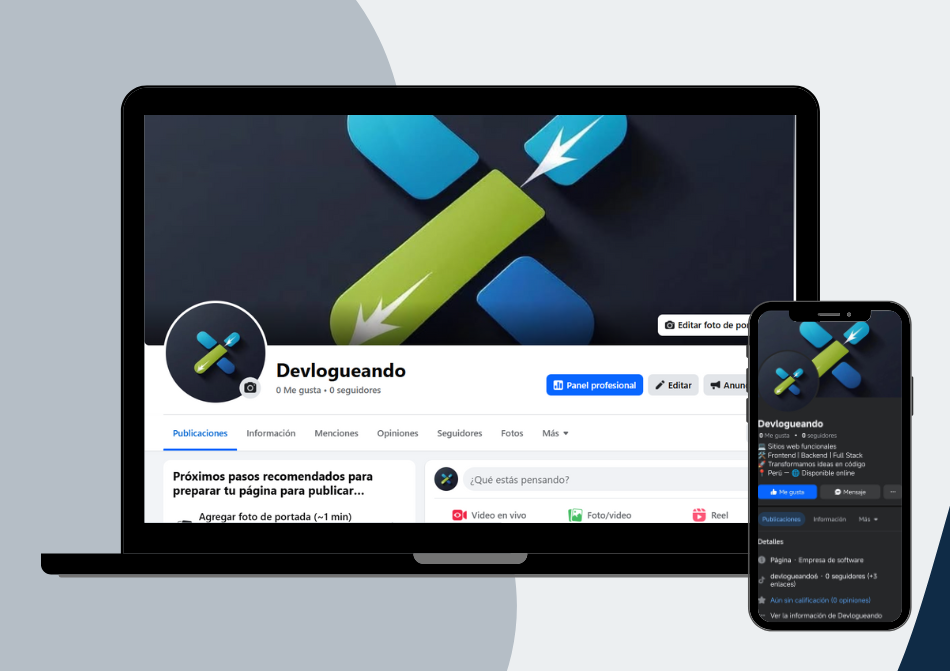 Editar foto de por
Devlogueando
0 Me gusta • 0 seguidores
Panel profesional
Editar
Anun
Publicaciones
Información
Menciones
Opiniones
Seguidores
Fotos
Más
Próximos pasos recomendados para
preparar tu página para publicar...
Agregar foto de portada (~1 min)
¿Qué estás pensando?
Video en vivo
Foto/video
Reel
Devlogueando
0 Me gusta • 0 seguidores
Sitios web funcionales
Frontend | Backend | Full Stack
Transformamos ideas en código
Perú — Disponible online
Me gusta
Mensaje
Publicaciones
Información
Más
Detalles
Página · Empresa de software
devlogueando6 · 0 seguidores (+3
enlaces)
Aún sin calificación (0 opiniones)
Ver la información de Devlogueando